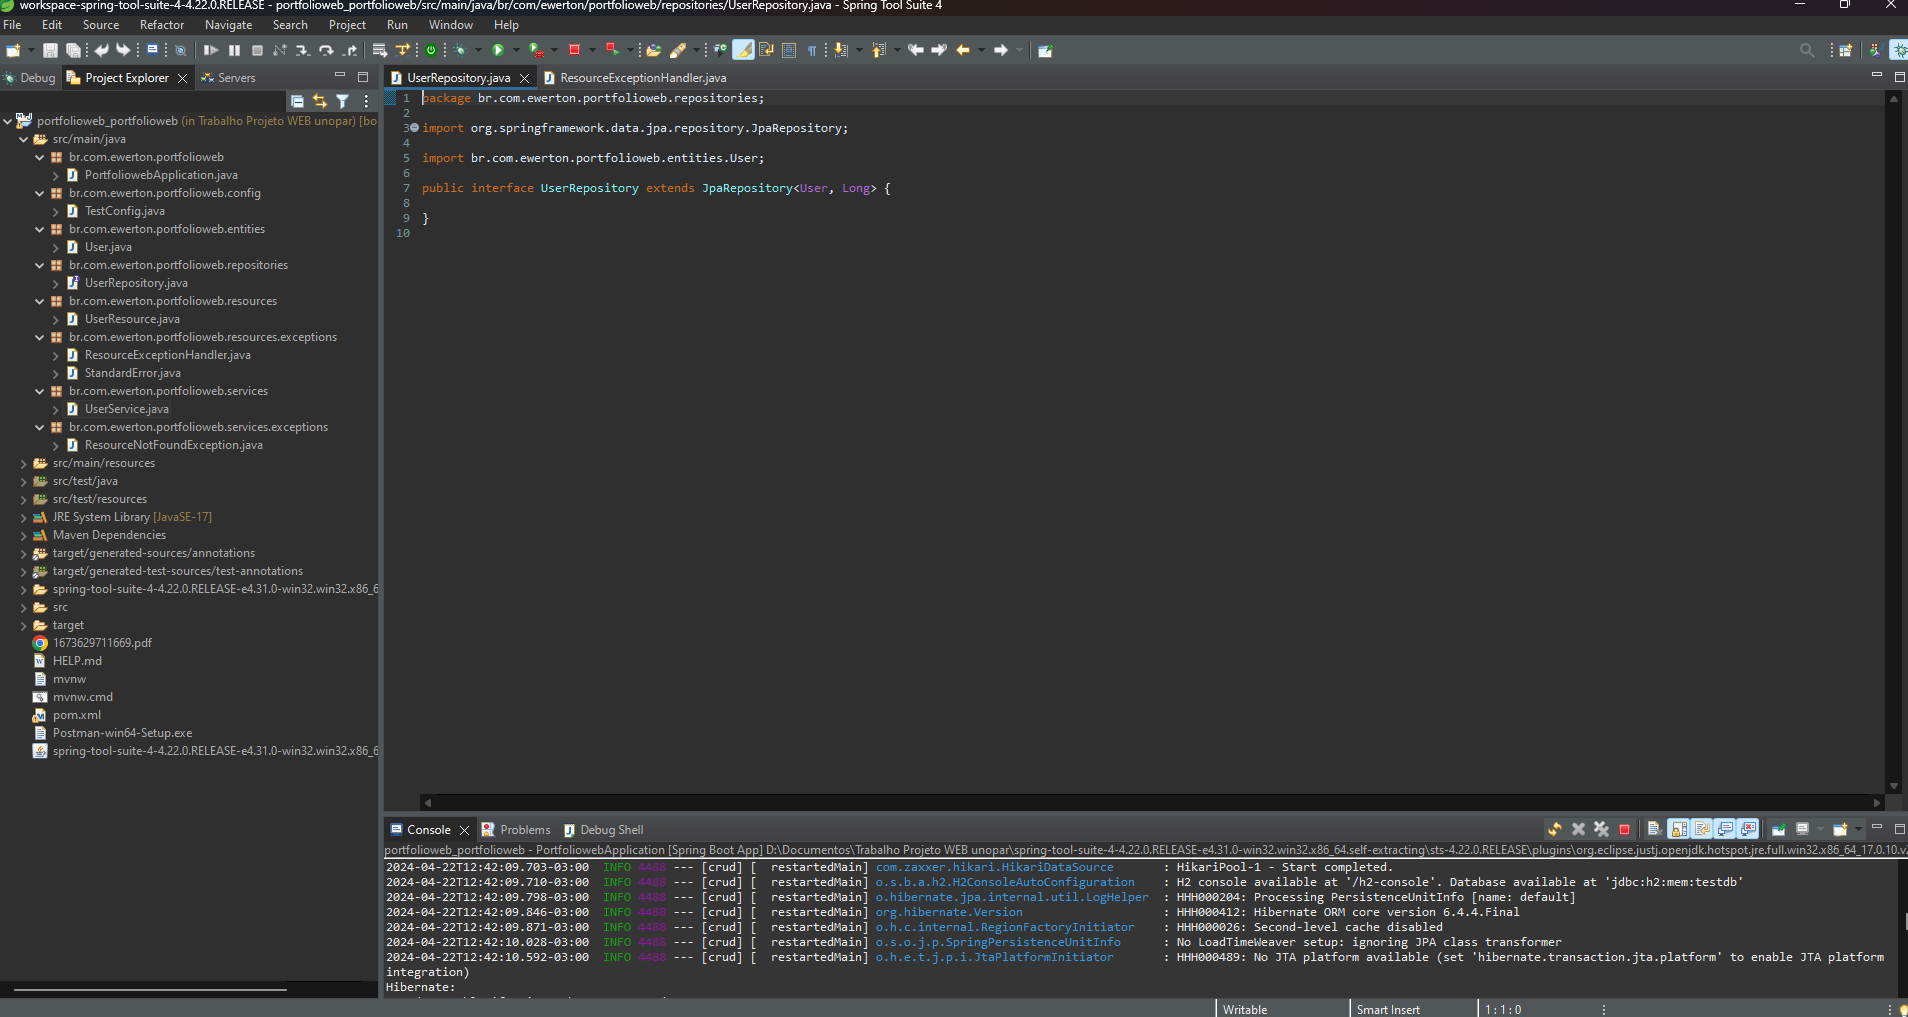 workspace-spring-tool-suite-4-4.22.0.RELEASE - portfolioweb_portfolioweb/src/main/java/br/com/ewerton/portfolioweb/repositories/UserRepository.java - Spring Tool Suite 4
File Edit Source Refactor Navigate Search Project Run Window Help
Debug Project Explorer Servers
portfolioweb_portfolioweb (in Trabalho Projeto WEB unopar) [bo
src/main/java
br.com.ewerton.portfolioweb
PortfoliowebApplication.java
br.com.ewerton.portfolioweb.config
TestConfig.java
br.com.ewerton.portfolioweb.entities
User.java
br.com.ewerton.portfolioweb.repositories
UserRepository.java
br.com.ewerton.portfolioweb.resources
UserResource.java
br.com.ewerton.portfolioweb.resources.exceptions
ResourceExceptionHandler.java
StandardError.java
br.com.ewerton.portfolioweb.services
UserService.java
br.com.ewerton.portfolioweb.services.exceptions
ResourceNotFoundException.java
src/main/resources
src/test/java
src/test/resources
JRE System Library [JavaSE-17]
Maven Dependencies
target/generated-sources/annotations
target/generated-test-sources/test-annotations
spring-tool-suite-4-4.22.0.RELEASE-e4.31.0-win32.win32.x86_6
src
target
1673629711669.pdf
HELP.md
mvnw
mvnw.cmd
pom.xml
Postman-win64-Setup.exe
spring-tool-suite-4-4.22.0.RELEASE-e4.31.0-win32.win32.x86_6
UserRepository.java ResourceExceptionHandler.java
1 package br.com.ewerton.portfolioweb.repositories;
2
3 import org.springframework.data.jpa.repository.JpaRepository;
4
5 import br.com.ewerton.portfolioweb.entities.User;
6
7 public interface UserRepository extends JpaRepository<User, Long> {
8
9 }
10
Console Problems Debug Shell
portfolioweb_portfolioweb - PortfoliowebApplication [Spring Boot App] D:\Documentos\Trabalho Projeto WEB unopar\spring-tool-suite-4-4.22.0.RELEASE-e4.31.0-win32.win32.x86_64.self-extracting\sts-4.22.0.RELEASE\plugins\org.eclipse.justj.openjdk.hotspot.jre.full.win32.x86_64_17.0.10.v2
2024-04-22T12:42:09.703-03:00 INFO 4488 --- [crud] [ restartedMain] com.zaxxer.hikari.HikariDataSource : HikariPool-1 - Start completed.
2024-04-22T12:42:09.710-03:00 INFO 4488 --- [crud] [ restartedMain] o.s.b.a.h2.H2ConsoleAutoConfiguration : H2 console available at '/h2-console'. Database available at 'jdbc:h2:mem:testdb'
2024-04-22T12:42:09.798-03:00 INFO 4488 --- [crud] [ restartedMain] o.hibernate.jpa.internal.util.LogHelper : HHH000204: Processing PersistenceUnitInfo [name: default]
2024-04-22T12:42:09.846-03:00 INFO 4488 --- [crud] [ restartedMain] org.hibernate.Version : HHH000412: Hibernate ORM core version 6.4.4.Final
2024-04-22T12:42:09.871-03:00 INFO 4488 --- [crud] [ restartedMain] o.h.c.internal.RegionFactoryInitiator : HHH000026: Second-level cache disabled
2024-04-22T12:42:10.028-03:00 INFO 4488 --- [crud] [ restartedMain] o.s.o.j.p.SpringPersistenceUnitInfo : No LoadTimeWeaver setup: ignoring JPA class transformer
2024-04-22T12:42:10.592-03:00 INFO 4488 --- [crud] [ restartedMain] o.h.e.t.j.p.i.JtaPlatformInitiator : HHH000489: No JTA platform available (set 'hibernate.transaction.jta.platform' to enable JTA platform
integration)
Hibernate:
Writable Smart Insert 1 : 1 : 0